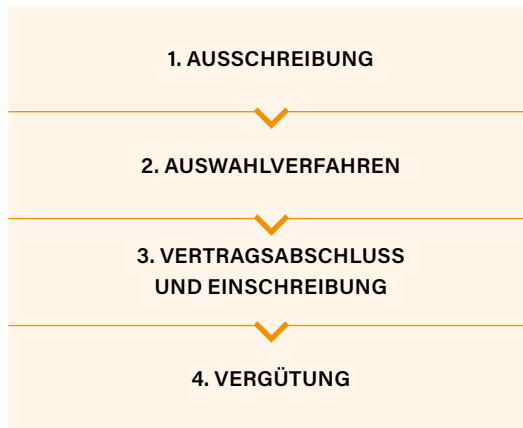 1. AUSSCHREIBUNG
2. AUSWAHLVERFAHREN
3. VERTRAGSABSCHLUSS
UND EINSCHREIBUNG
4. VERGÜTUNG